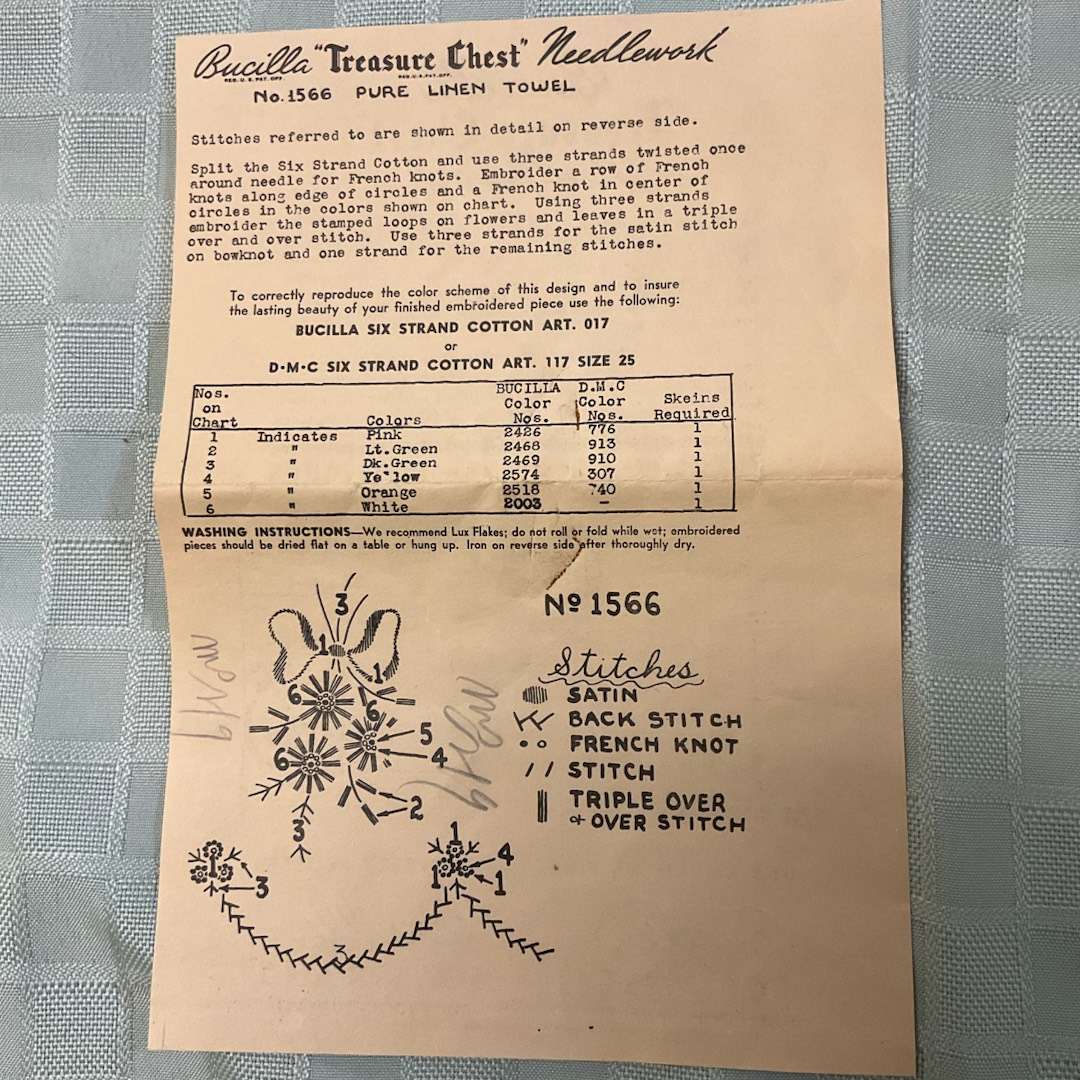 Bucilla "Treasure Chest" Needlework
REG. U. S. PAT. OFF. REG. U.S. PAT. OFF.
No. 1566 PURE LINEN TOWEL
Stitches referred to are shown in detail on reverse side.
Split the Six Strand Cotton and use three strands twisted once
around needle for French knots. Embroider a row of French
knots along edge of circles and a French knot in center of
circles in the colors shown on chart. Using three strands
embroider the stamped loops on flowers and leaves in a triple
over and over stitch. Use three strands for the satin stitch
on bowknot and one strand for the remaining stitches.
To correctly reproduce the color scheme of this design and to insure
the lasting beauty of your finished embroidered piece use the following:
BUCILLA SIX STRAND COTTON ART. 017
or
D·M·C SIX STRAND COTTON ART. 117 SIZE 25
Nos. on Chart Colors BUCILLA Color Nos. D.M.C Color Nos. Skeins Required
1 Indicates Pink 2426 776 1
2 " Lt.Green 2468 913 1
3 " Dk.Green 2469 910 1
4 " Yellow 2574 307 1
5 " Orange 2518 740 1
6 " White 2003 - 1
WASHING INSTRUCTIONS—We recommend Lux Flakes; do not roll or fold while wet; embroidered
pieces should be dried flat on a table or hung up. Iron on reverse side after thoroughly dry.
3
1
1
6
6
5
4
6
2
3
1
3
3
1
4
1
1
No 1566
Stitches
SATIN
BACK STITCH
FRENCH KNOT
STITCH
TRIPLE OVER
& OVER STITCH